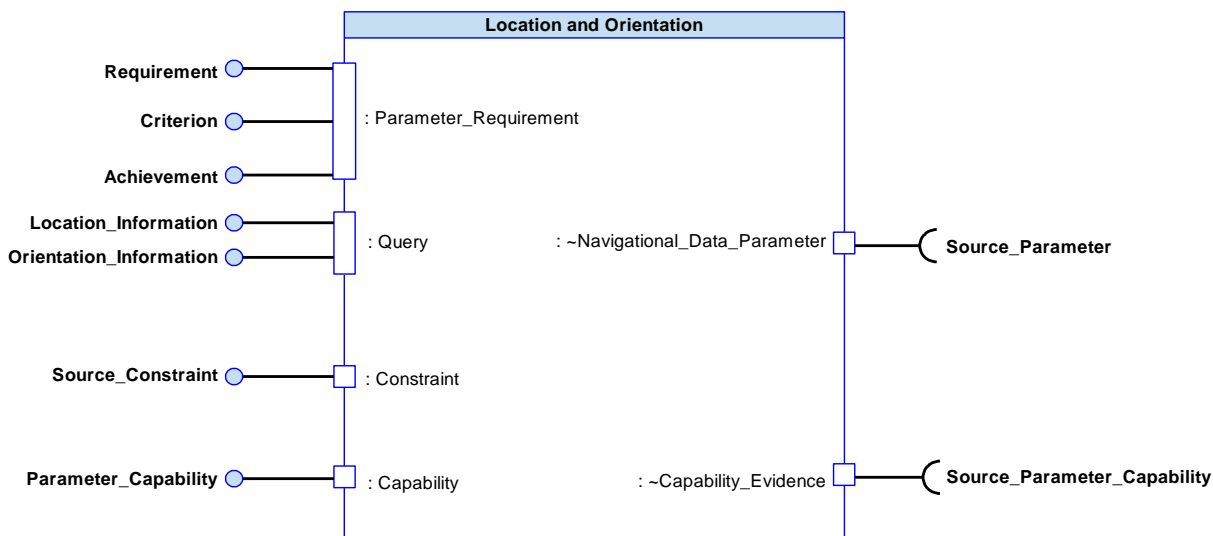 Location and Orientation
Requirement
Criterion
: Parameter_Requirement
Achievement
Location_Information
: Query
Orientation_Information
: ~Navigational_Data_Parameter
Source_Parameter
Source_Constraint
: Constraint
Parameter_Capability
: Capability
: ~Capability_Evidence
Source_Parameter_Capability